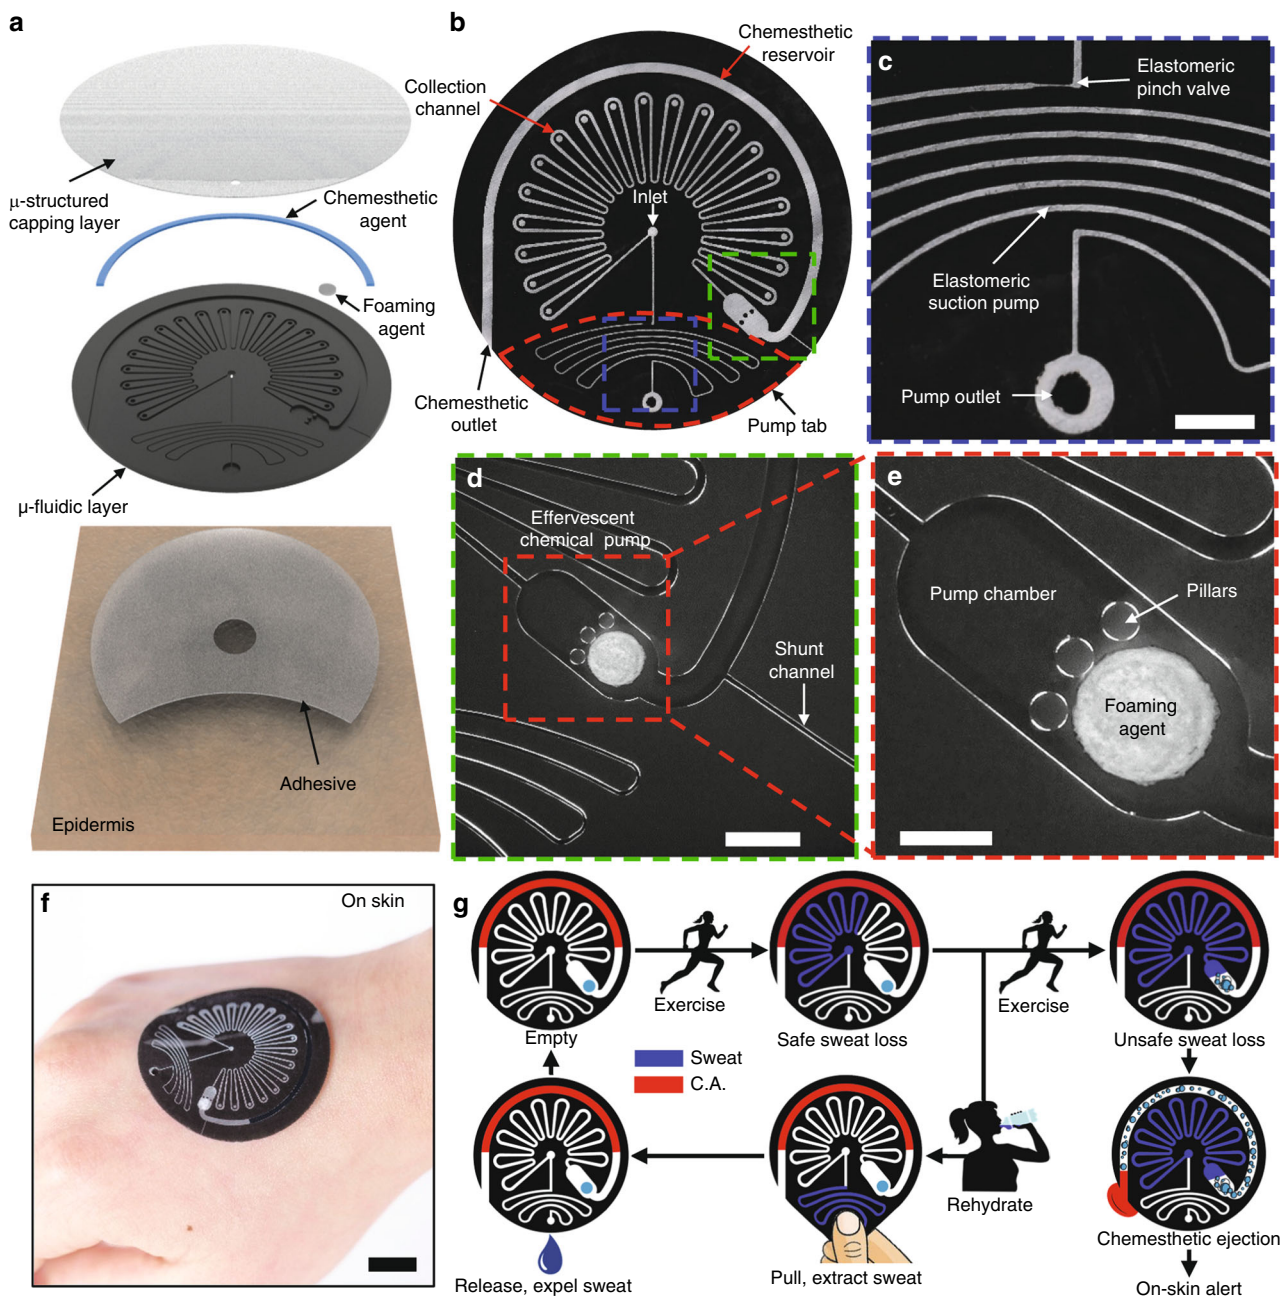 a
μ-structured
capping layer
Chemesthetic
agent
Foaming
agent
μ-fluidic layer
Adhesive
Epidermis
b
Chemesthetic
reservoir
Collection
channel
Inlet
Chemesthetic
outlet
Pump tab
c
Elastomeric
pinch valve
Elastomeric
suction pump
Pump outlet
d
Effervescent
chemical pump
Shunt
channel
e
Pump chamber
Pillars
Foaming
agent
f
On skin
g
Exercise
Exercise
Empty
Safe sweat loss
Unsafe sweat loss
Sweat
C.A.
Rehydrate
Chemesthetic ejection
Release, expel sweat
Pull, extract sweat
On-skin alert